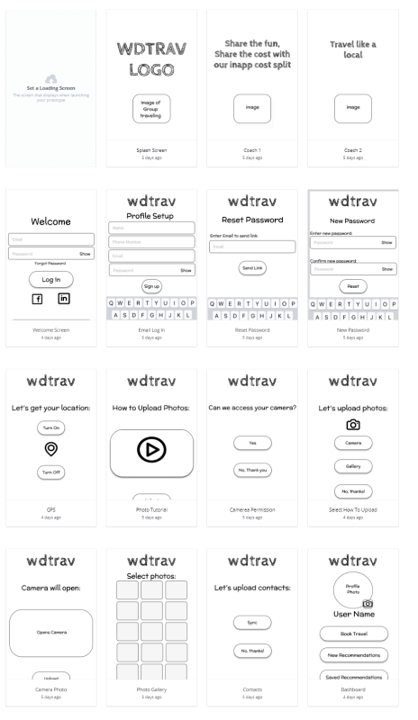 Set a Loading Screen
The screen that displays when launching
your prototype
WDTRAV
LOGO
Image of
Group
traveling
Splash Screen
5 days ago
Share the fun,
Share the cost with
our inapp cost split
Image
Coach 1
5 days ago
Travel like a
local
Image
Coach 2
5 days ago
Welcome
Email
Password
Show
Forgot Password
Log In
Welcome Screen
4 days ago
wdtrav
Profile Setup
Name
Phone Number
Email
Password
Show
Sign up
Q W E R T Y U I O P
A S D F G H J K L
Email Log In
5 days ago
wdtrav
Reset Password
Enter Email to send link
Email
Send Link
Q W E R T Y U I O P
A S D F G H J K L
Reset Password
5 days ago
wdtrav
New Password
Enter new password
Password
Show
Confirm new password
Password
Show
Reset
Q W E R T Y U I O P
A S D F G H J K L
New Password
5 days ago
wdtrav
Let's get your location:
Turn On
Turn Off
GPS
4 days ago
wdtrav
How to Upload Photos:
Photo Tutorial
5 days ago
wdtrav
Can we access your camera?
Yes
No, Thank you
Camera Permission
5 days ago
wdtrav
Let's upload photos:
Camera
Gallery
No, thanks!
Select How To Upload
4 days ago
wdtrav
Camera will open:
Opens Camera
Upload
Camera Photo
5 days ago
wdtrav
Select photos:
Photo Gallery
5 days ago
wdtrav
Let's upload contacts:
Sync
No, thanks!
Contacts
5 days ago
wdtrav
Profile
Photo
User Name
Book Travel
New Recommendations
Saved Recommendations
Dashboard
4 days ago